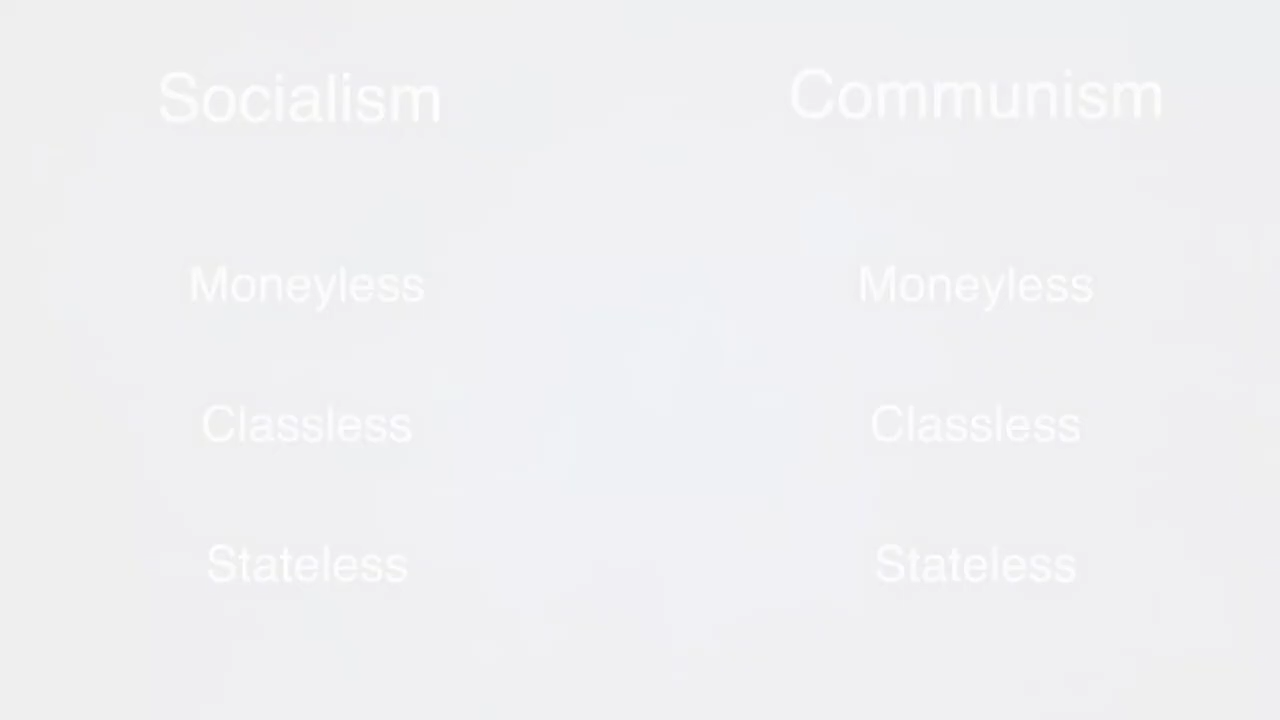 Socialism
Communism
Moneyless
Moneyless
Classless
Classless
Stateless
Stateless